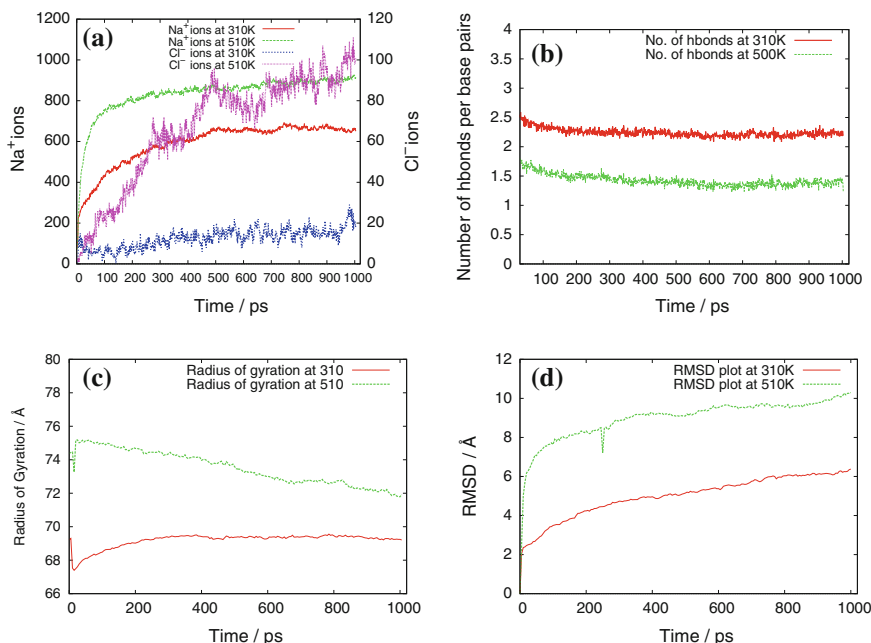 (a)
Na+ions at 310K
Na+ions at 510K
Cl− ions at 310K
Cl− ions at 510K
1200
1000
800
600
400
200
0
120
100
80
60
40
20
0
Na+ions
Cl−ions
0 100 200 300 400 500 600 700 800 900 1000
Time / ps
(b)
No. of hbonds at 310K
No. of hbonds at 500K
4
3.5
3
2.5
2
1.5
1
0.5
0
Number of hbonds per base pairs
100 200 300 400 500 600 700 800 900 1000
Time / ps
(c)
Radius of gyration at 310
Radius of gyration at 510
80
78
76
74
72
70
68
66
Radius of Gyration / Å
0 200 400 600 800 1000
Time / ps
(d)
RMSD plot at 310K
RMSD plot at 510K
12
10
8
6
4
2
0
RMSD / Å
0 200 400 600 800 1000
Time / ps